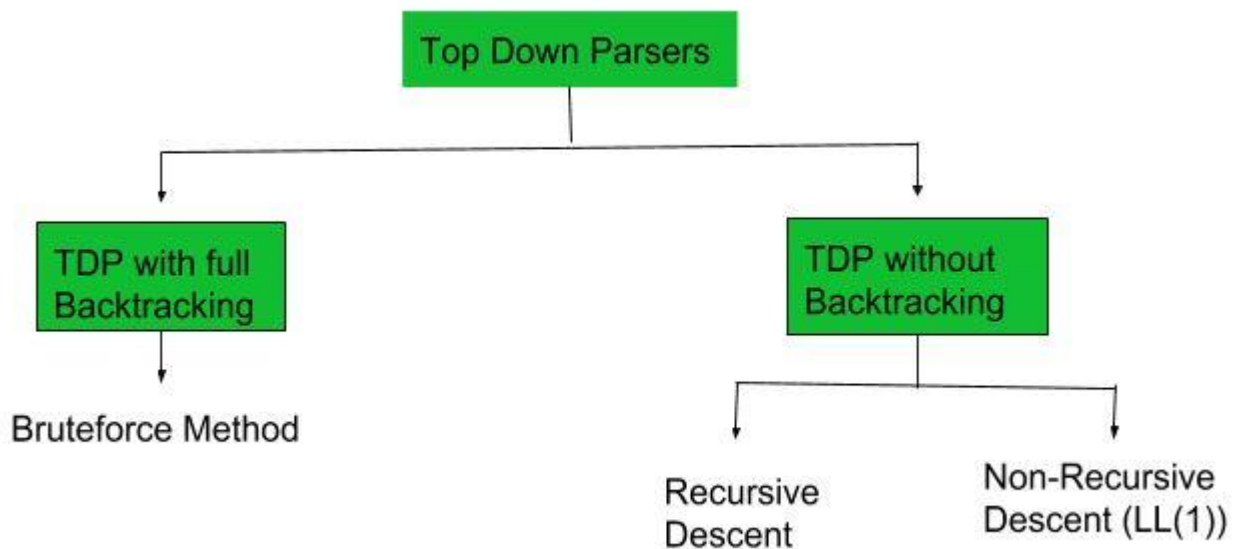 Top Down Parsers
TDP with full
Backtracking
TDP without
Backtracking
Bruteforce Method
Recursive
Descent
Non-Recursive
Descent (LL(1))